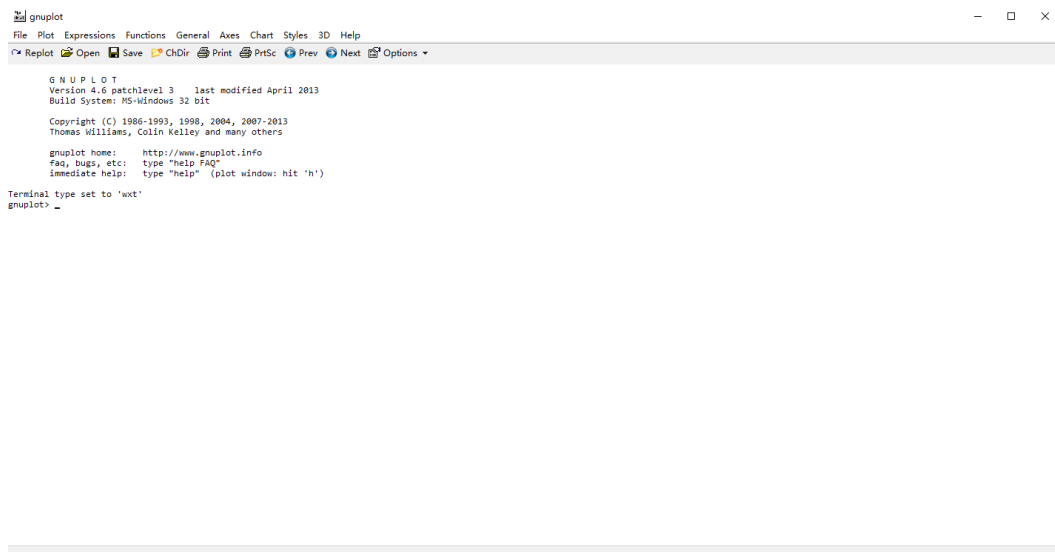 gnuplot
File Plot Expressions Functions General Axes Chart Styles 3D Help
Replot Open Save ChDir Print PrtSc Prev Next Options
G N U P L O T
Version 4.6 patchlevel 3    last modified April 2013
Build System: MS-Windows 32 bit
Copyright (C) 1986-1993, 1998, 2004, 2007-2013
Thomas Williams, Colin Kelley and many others
gnuplot home:     http://www.gnuplot.info
faq, bugs, etc:   type "help FAQ"
immediate help:   type "help"  (plot window: hit 'h')
Terminal type set to 'wxt'
gnuplot> _